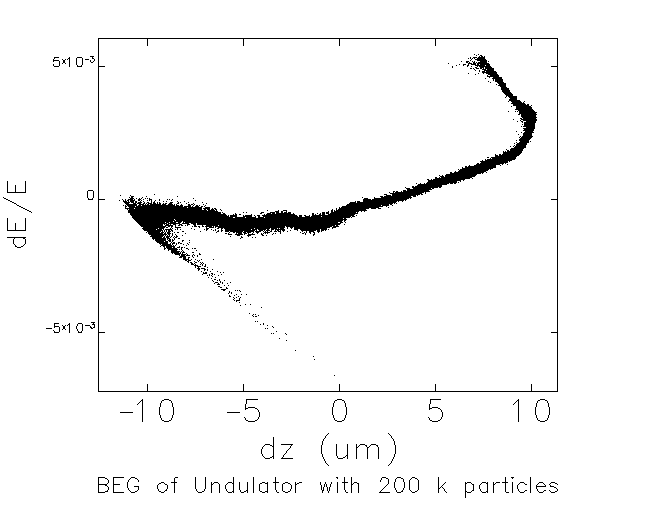 5×10⁻³
0
-5×10⁻³
dE/E
-10 -5 0 5 10
dz (um)
BEG of Undulator with 200 k particles